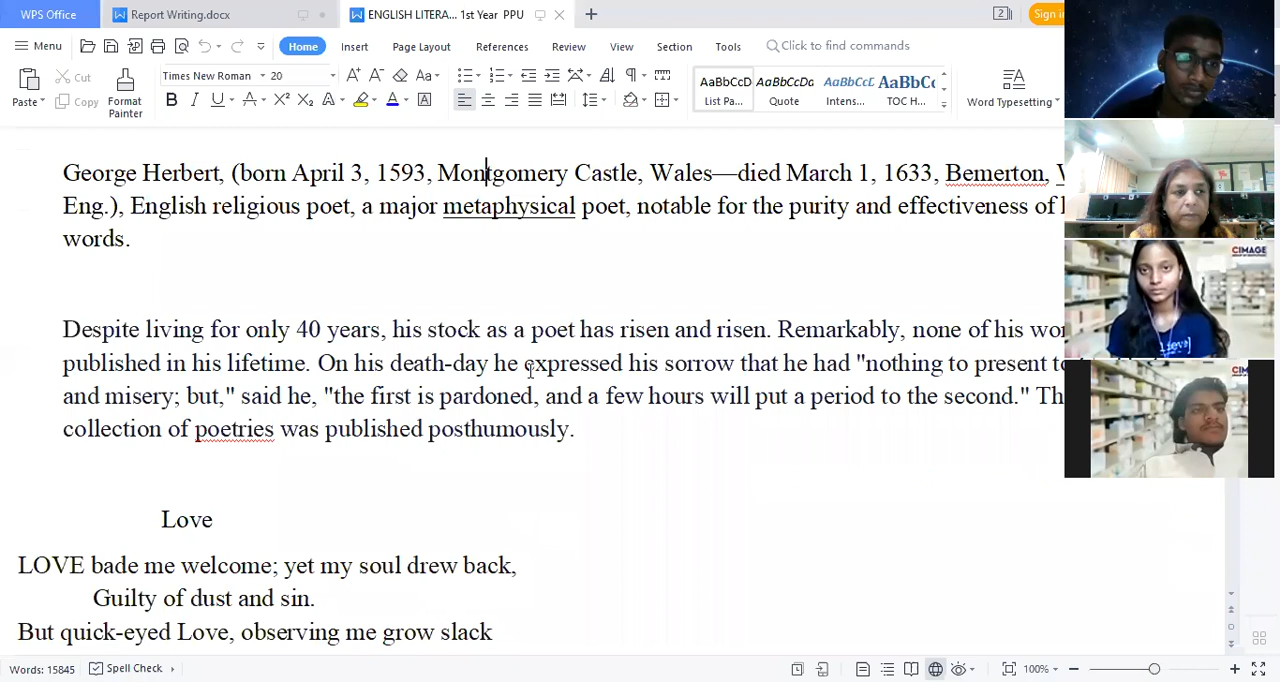 WPS Office Report Writing.docx ENGLISH LITERA... 1st Year PPU 2 Sign in
Menu Home Insert Page Layout References Review View Section Tools Click to find commands
Paste Cut Copy Format Painter Times New Roman 20 AaBbCcD List Pa... AaBbCcDc Quote AaBbCcE Intens... AaBbCc TOC H... Word Typesetting
George Herbert, (born April 3, 1593, Montgomery Castle, Wales—died March 1, 1633, Bemerton,
Eng.), English religious poet, a major metaphysical poet, notable for the purity and effectiveness of
words.
Despite living for only 40 years, his stock as a poet has risen and risen. Remarkably, none of his
published in his lifetime. On his death-day he expressed his sorrow that he had "nothing to present
and misery; but," said he, "the first is pardoned, and a few hours will put a period to the second."
collection of poetries was published posthumously.
Love
LOVE bade me welcome; yet my soul drew back,
Guilty of dust and sin.
But quick-eyed Love, observing me grow slack
CIMAGE
Words: 15845 Spell Check 100%